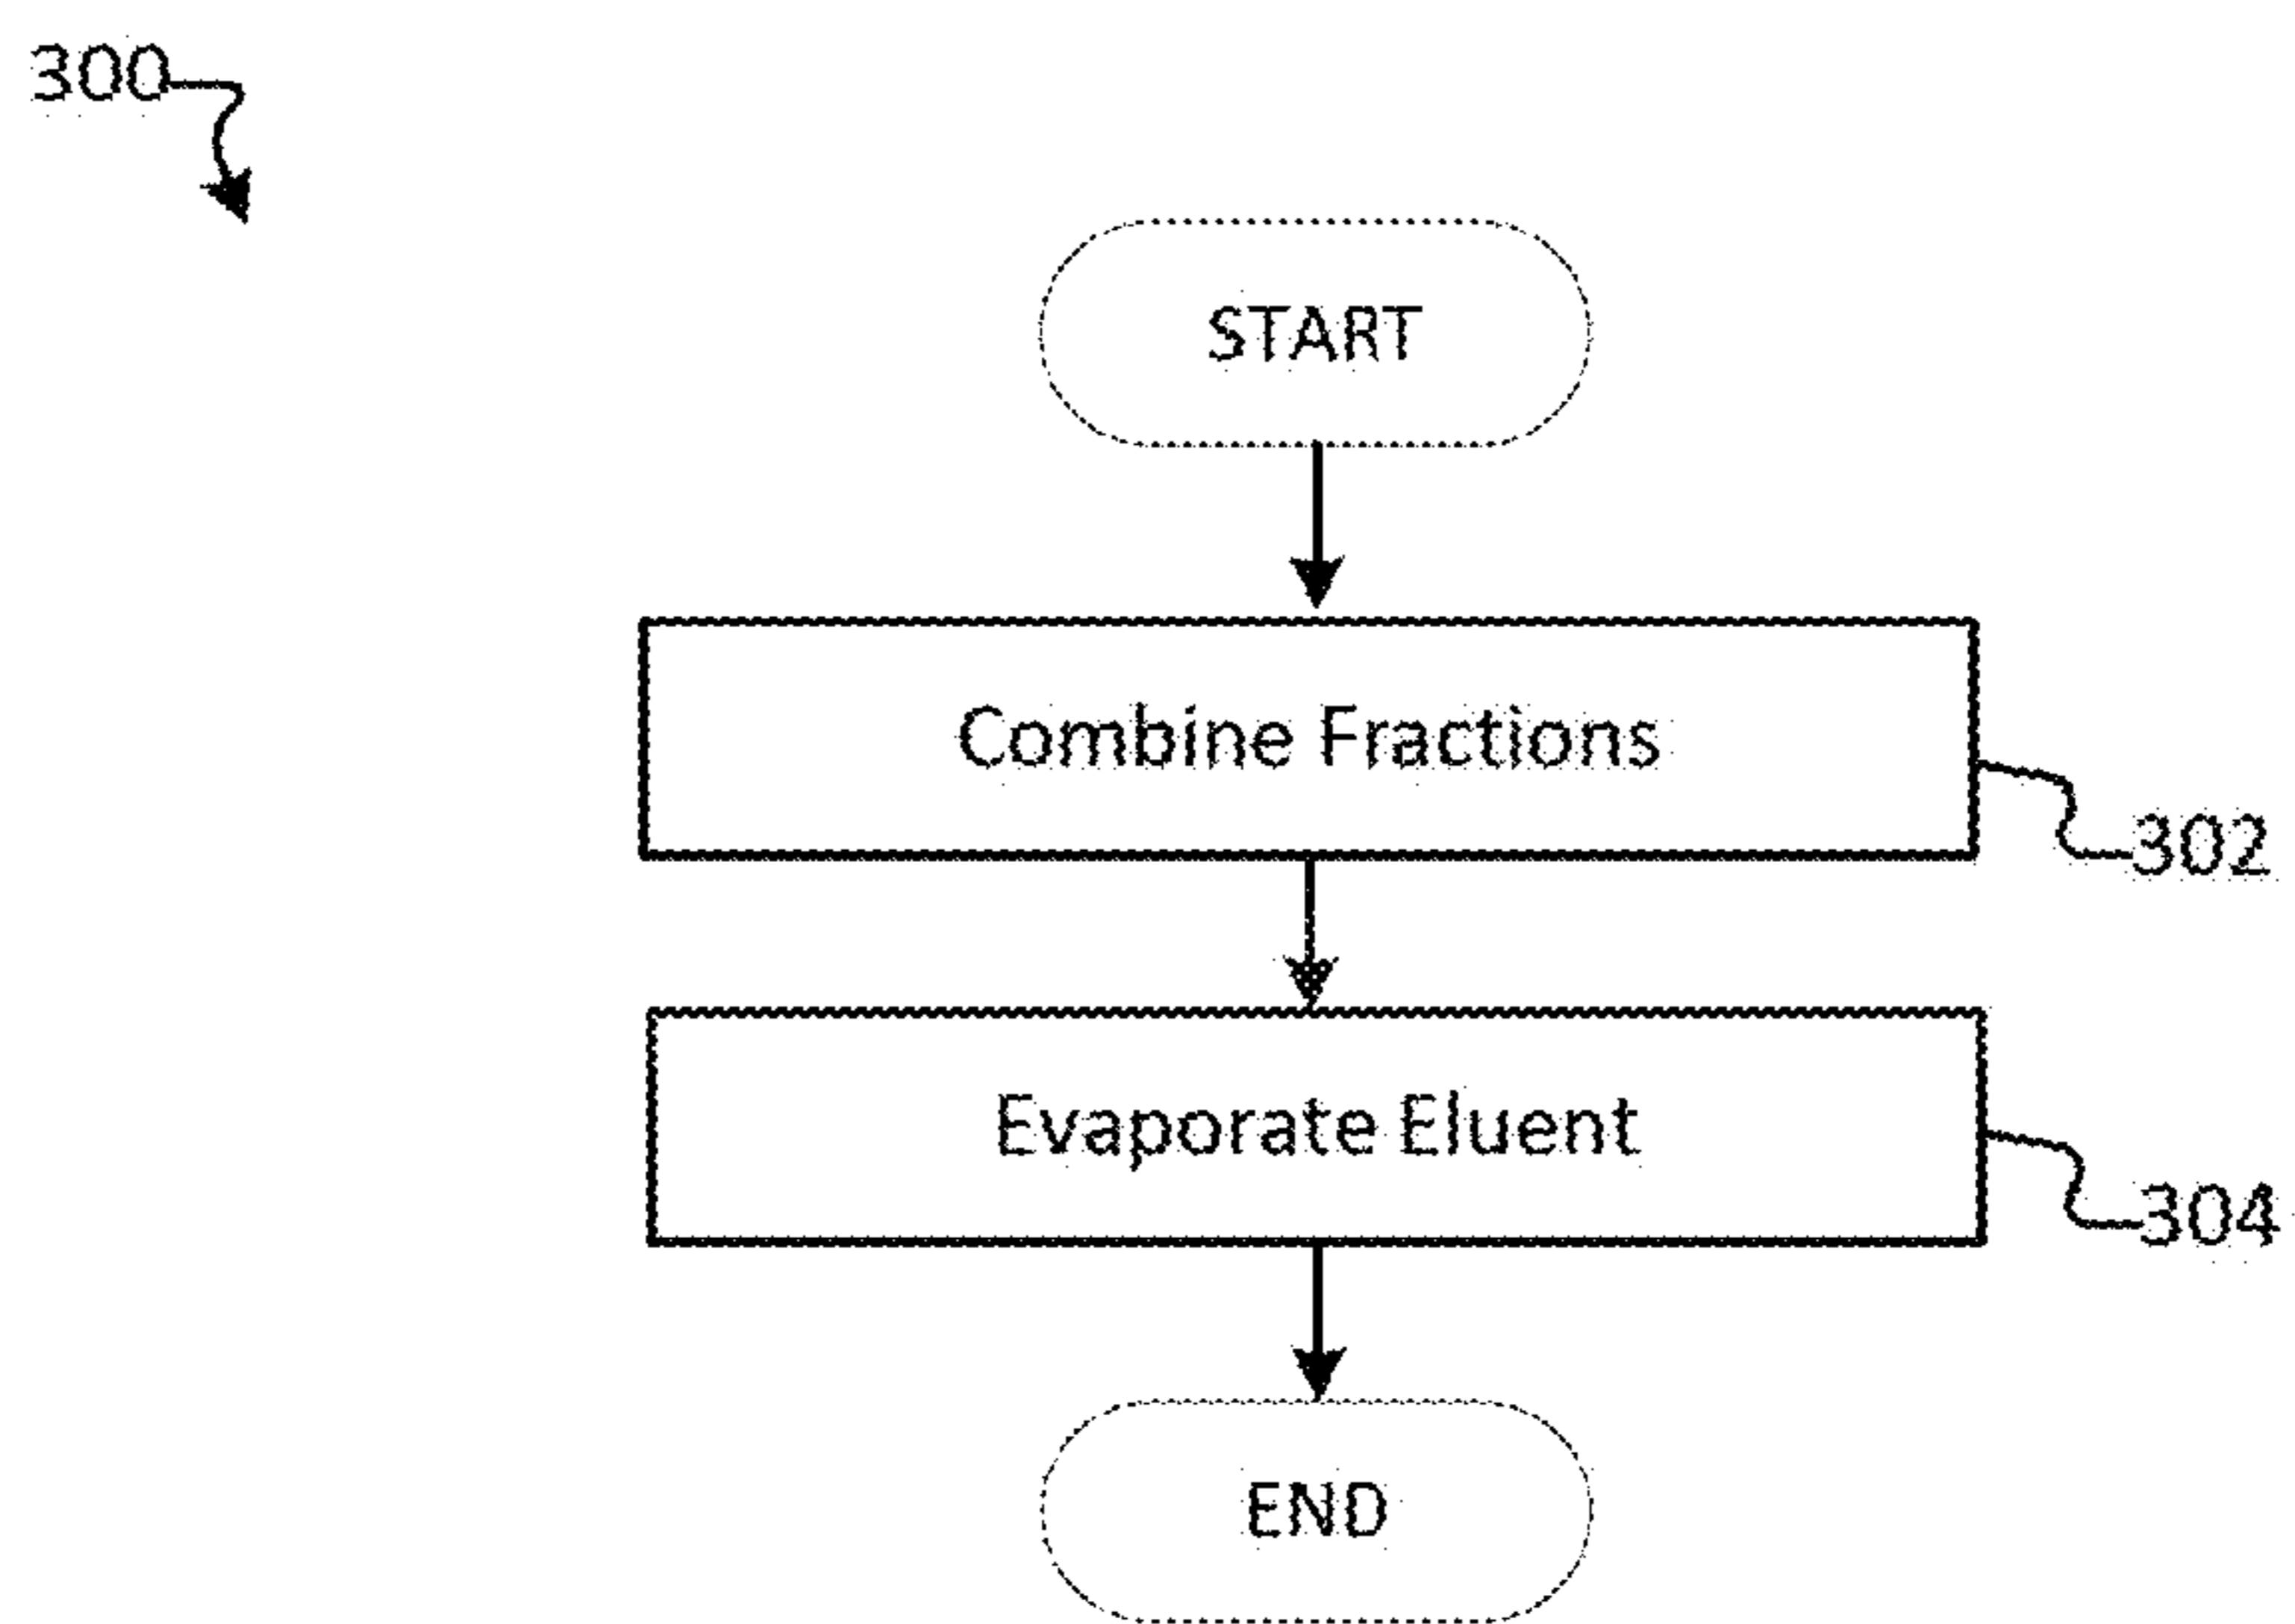 300
START
Combine Fractions
302
Evaporate Eluent
304
END